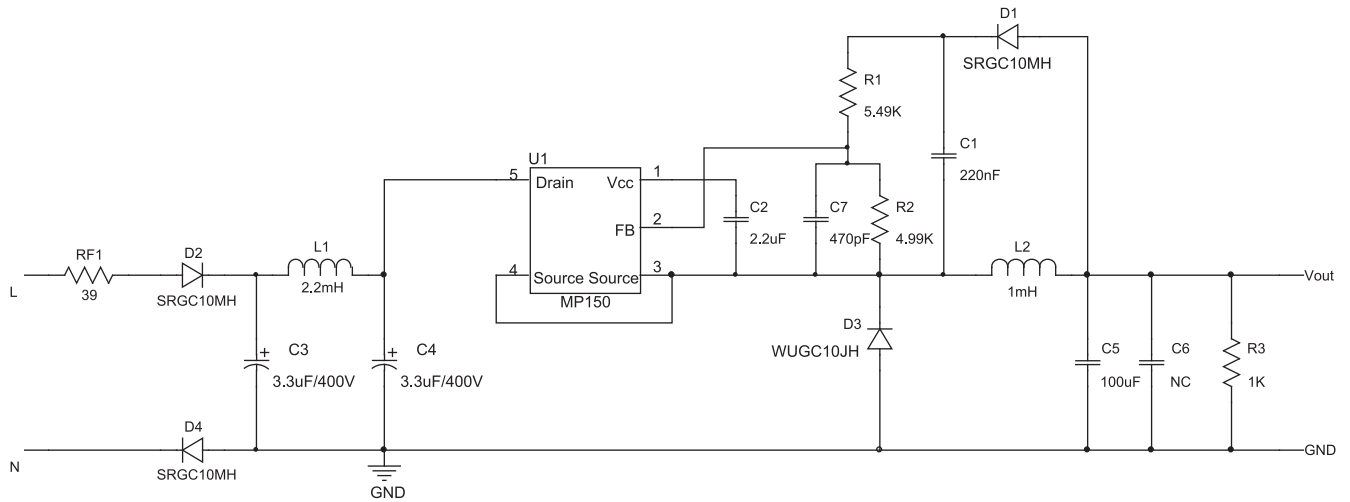 D1
SRGC10MH
R1
5.49K
C1
220nF
U1
5
Drain
Vcc
1
2
FB
4
Source Source
3
MP150
C2
2.2uF
C7
470pF
R2
4.99K
L2
1mH
L
RF1
39
D2
SRGC10MH
L1
2.2mH
Vout
D3
WUGC10JH
+
C3
3.3uF/400V
+
C4
3.3uF/400V
C5
100uF
C6
NC
R3
1K
N
D4
SRGC10MH
GND
GND